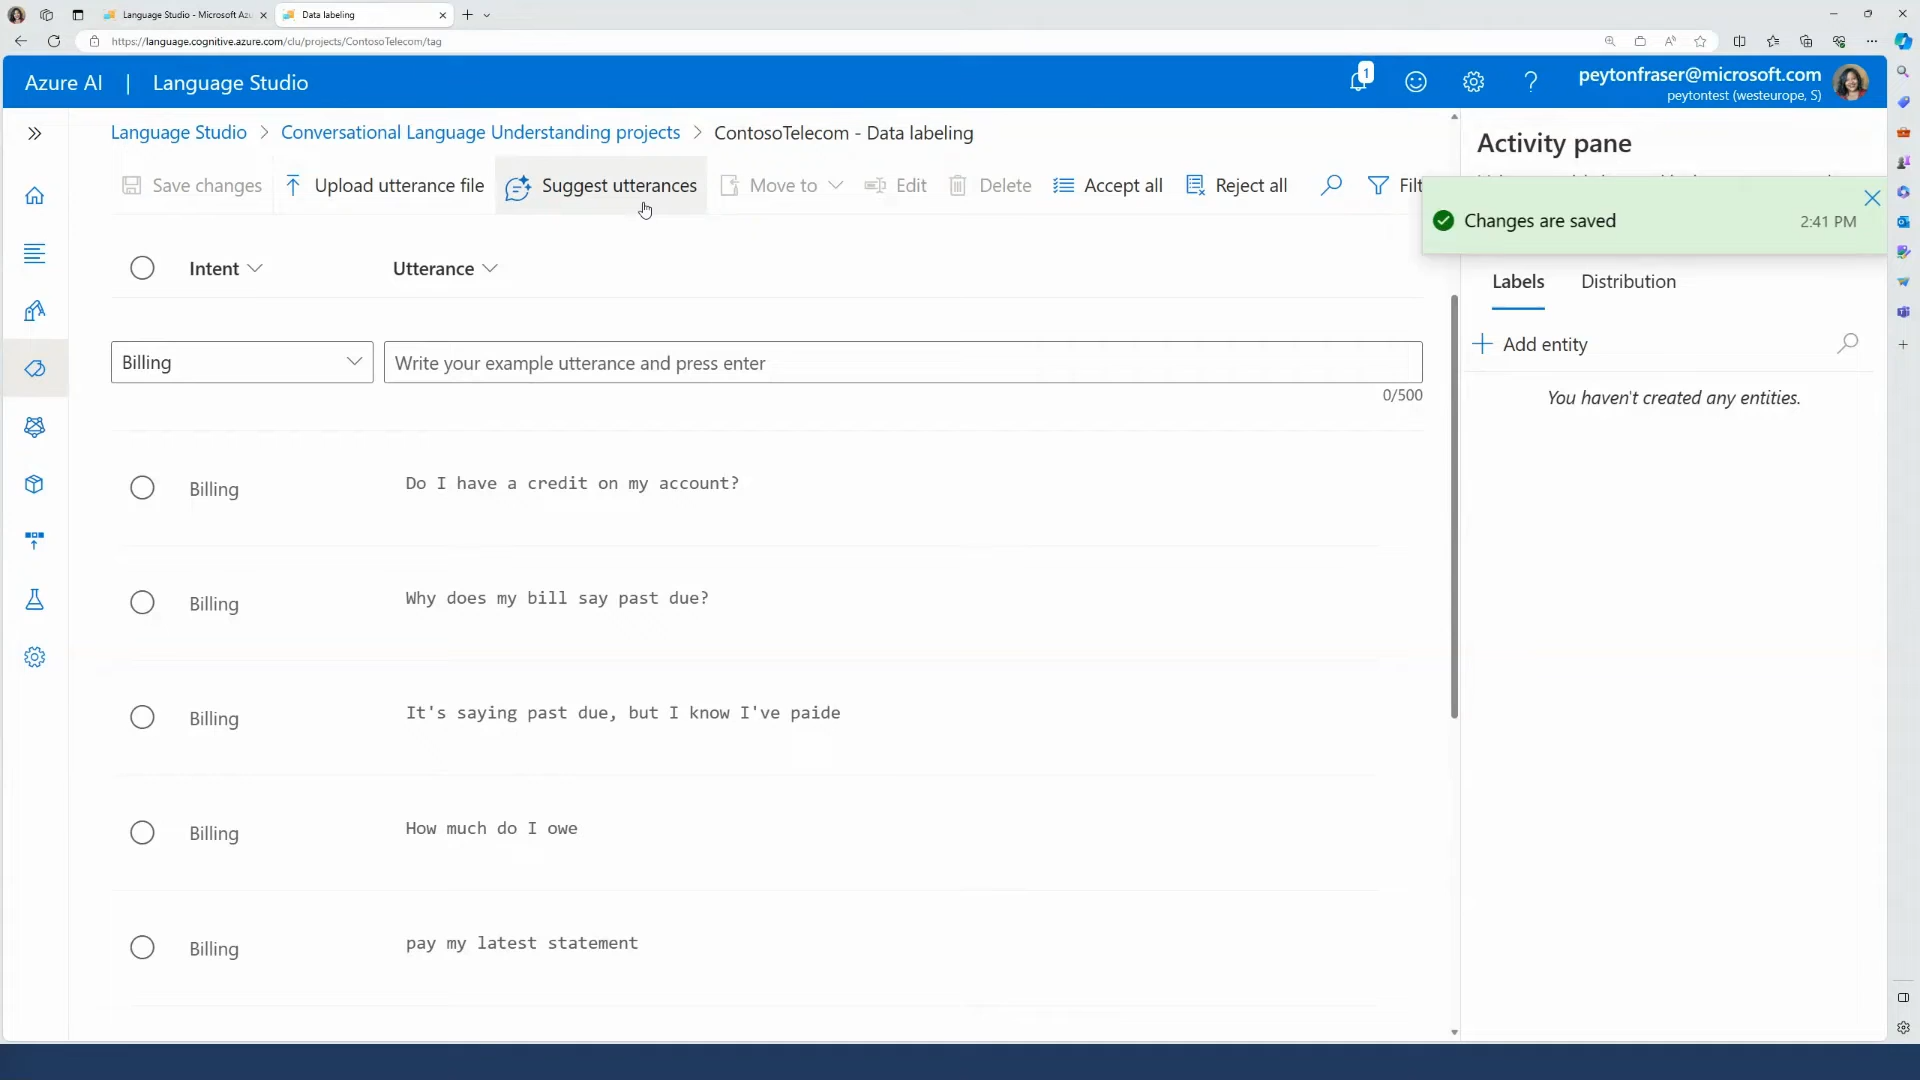 Language Studio - Microsoft Azu
Data labeling
https://language.cognitive.azure.com/clu/projects/ContosoTelecom/tag
Azure AI | Language Studio
1
peytonfraser@microsoft.com
peytontest (westeurope, S)
Language Studio > Conversational Language Understanding projects > ContosoTelecom - Data labeling
Activity pane
Save changes
Upload utterance file
Suggest utterances
Move to
Edit
Delete
Accept all
Reject all
Filt
Changes are saved
2:41 PM
Intent
Utterance
Labels
Distribution
Billing
Write your example utterance and press enter
0/500
Add entity
You haven't created any entities.
Billing
Do I have a credit on my account?
Billing
Why does my bill say past due?
Billing
It's saying past due, but I know I've paide
Billing
How much do I owe
Billing
pay my latest statement